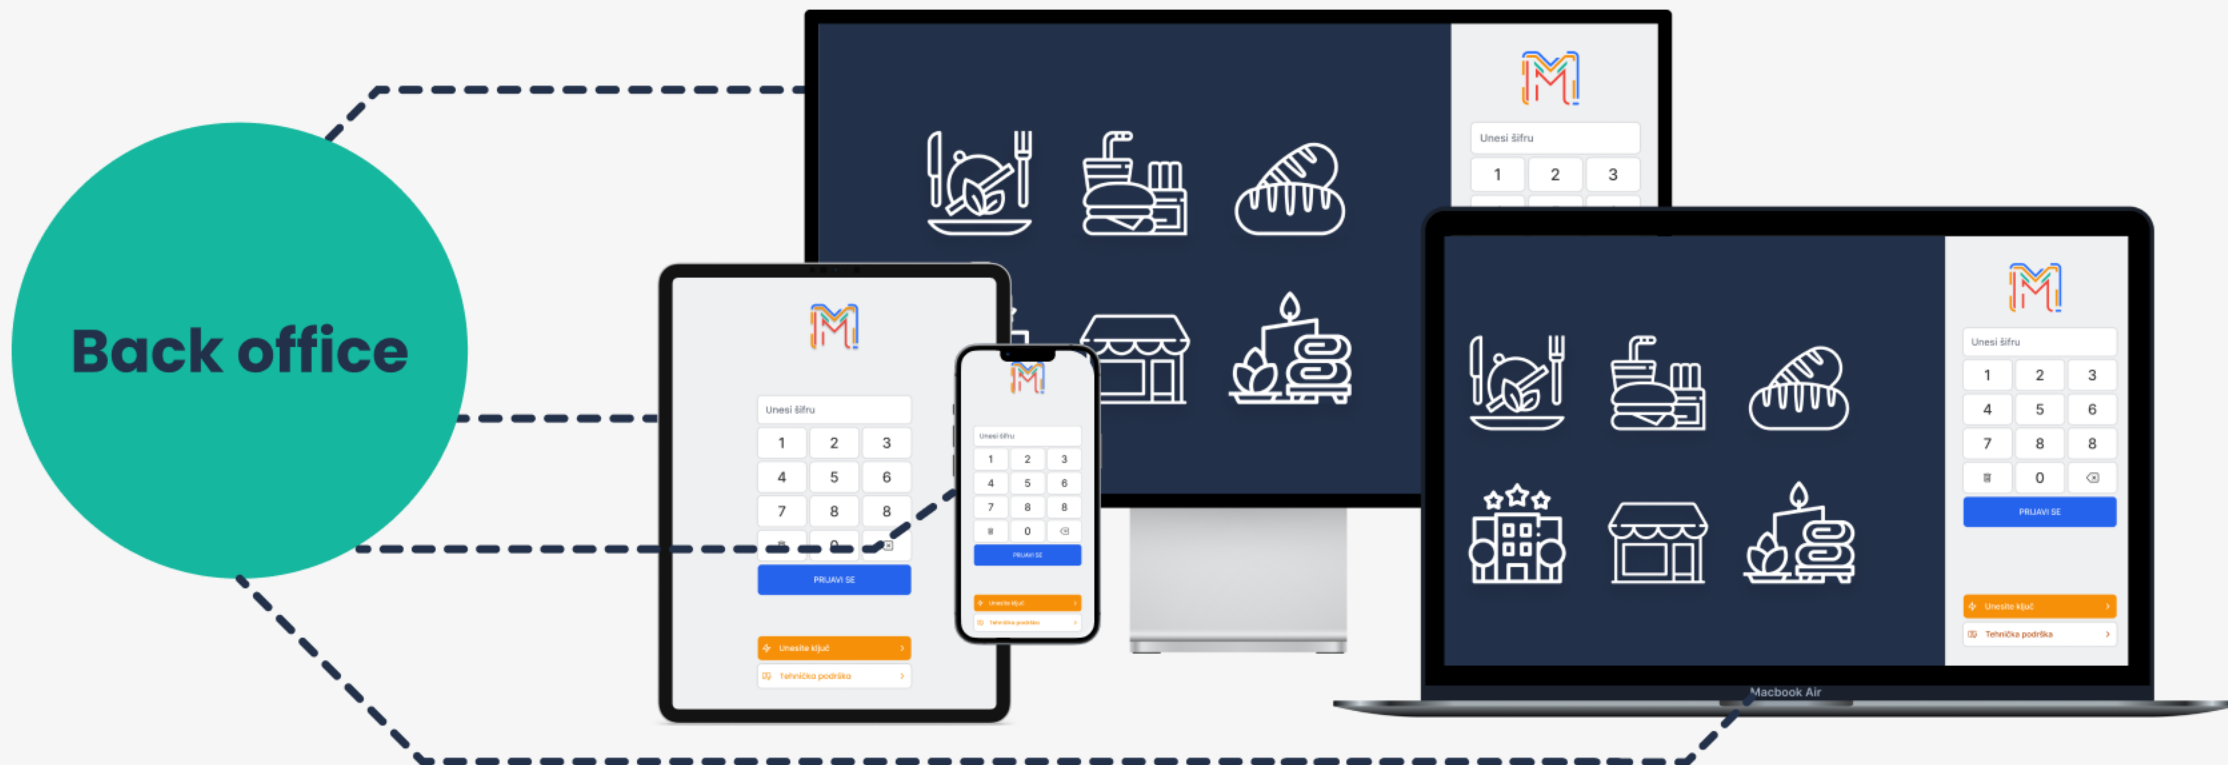 Back office
Unesi šifru
1 2 3
Unesi šifru
1 2 3
4 5 6
7 8 8
0
PRIJAVI SE
Unesite ključ
Tehnička podrška
Unesi šifru
1 2 3
4 5 6
7 8 8
0
PRIJAVI SE
Unesite ključ
Tehnička podrška
Unesi šifru
1 2 3
4 5 6
7 8 8
0
PRIJAVI SE
Unesite ključ
Tehnička podrška
Macbook Air